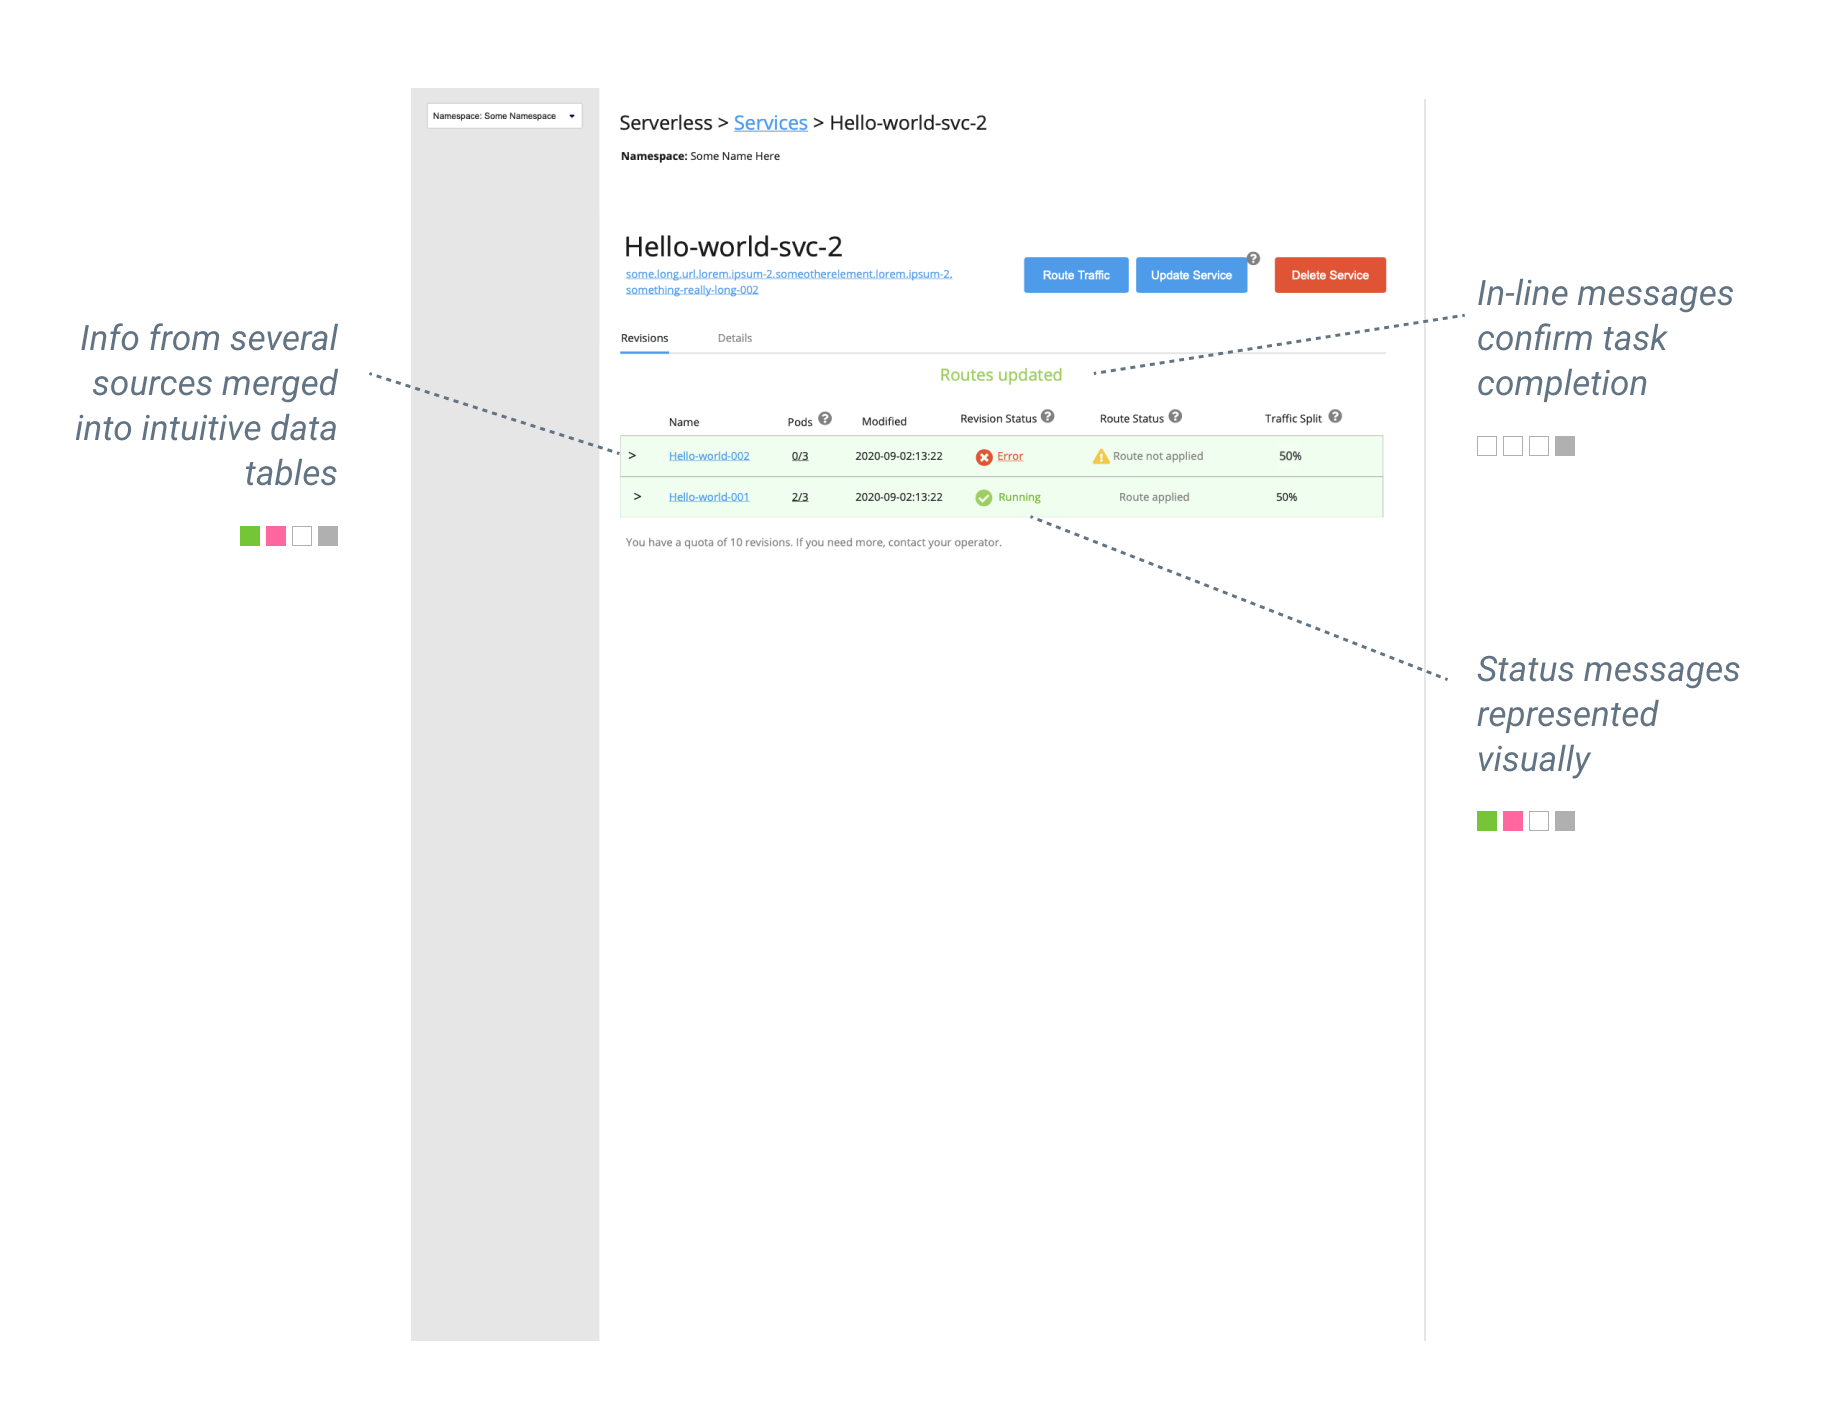 Namespace: Some Namespace
Serverless > Services > Hello-world-svc-2
Namespace: Some Name Here
Hello-world-svc-2
some.long.url.lorem.ipsum-2.someotherelement.lorem.ipsum-2.
something-really-long-002
Route Traffic
Update Service
?
Delete Service
Revisions
Details
Routes updated
Name
Pods ?
Modified
Revision Status ?
Route Status ?
Traffic Split ?
> Hello-world-002 0/3 2020-09-02:13:22 Error Route not applied 50%
> Hello-world-001 2/3 2020-09-02:13:22 Running Route applied 50%
You have a quota of 10 revisions. If you need more, contact your operator.
Info from several
sources merged
into intuitive data
tables
In-line messages
confirm task
completion
Status messages
represented
visually